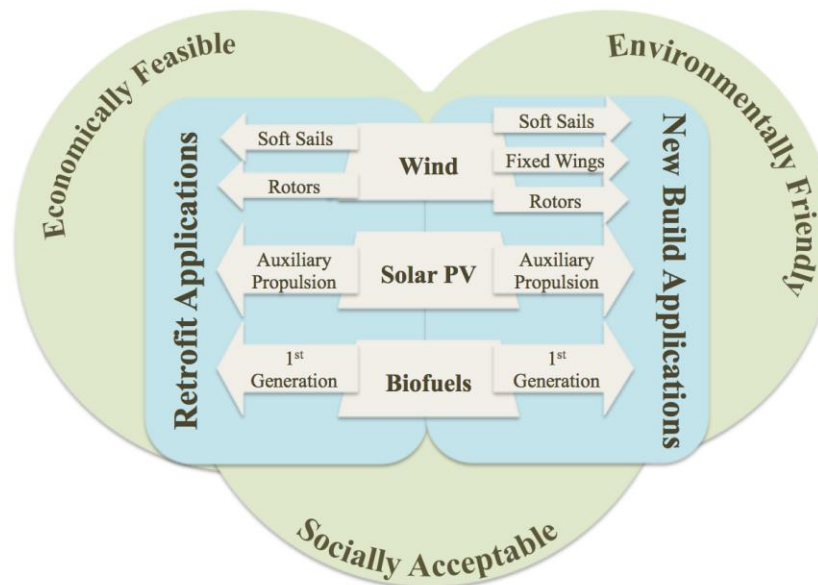 Economically Feasible
Environmentally Friendly
Retrofit Applications
New Build Applications
Soft Sails
Rotors
Wind
Soft Sails
Fixed Wings
Rotors
Auxiliary
Propulsion
Solar PV
Auxiliary
Propulsion
1st
Generation
Biofuels
1st
Generation
Socially Acceptable